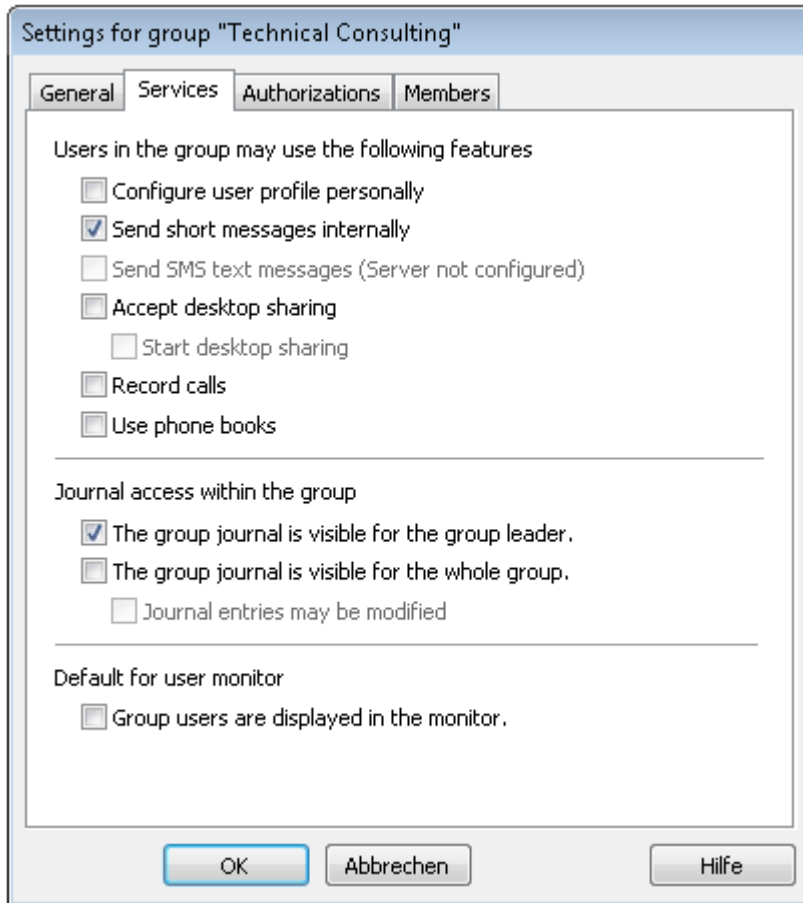 Settings for group "Technical Consulting"
General Services Authorizations Members
Users in the group may use the following features
Configure user profile personally
Send short messages internally
Send SMS text messages (Server not configured)
Accept desktop sharing
Start desktop sharing
Record calls
Use phone books
Journal access within the group
The group journal is visible for the group leader.
The group journal is visible for the whole group.
Journal entries may be modified
Default for user monitor
Group users are displayed in the monitor.
OK Abbrechen Hilfe